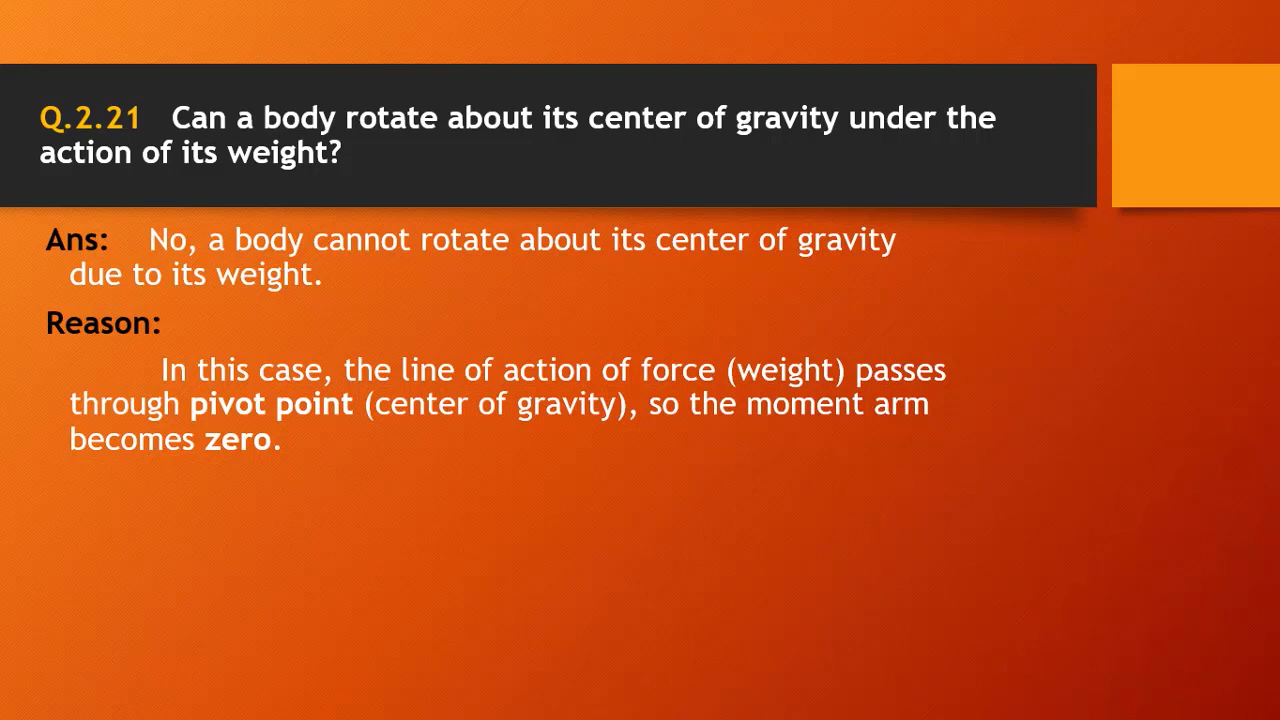 Q.2.21 Can a body rotate about its center of gravity under the
action of its weight?
Ans: No, a body cannot rotate about its center of gravity
due to its weight.
Reason:
In this case, the line of action of force (weight) passes
through pivot point (center of gravity), so the moment arm
becomes zero.